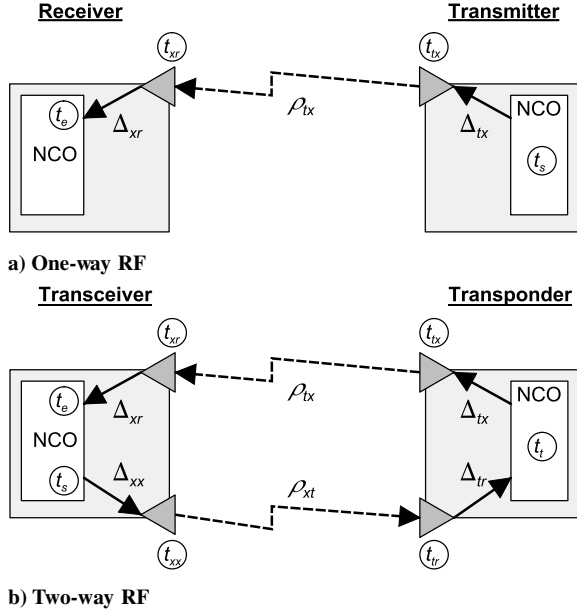 Receiver Transmitter
t_xr t_tx
t_e Δ_xr ρ_tx Δ_tx NCO
NCO t_s
a) One-way RF
Transceiver Transponder
t_xr t_tx
t_e Δ_xr ρ_tx Δ_tx NCO
NCO t_t
t_s Δ_xx ρ_xt Δ_tr
t_xx t_tr
b) Two-way RF